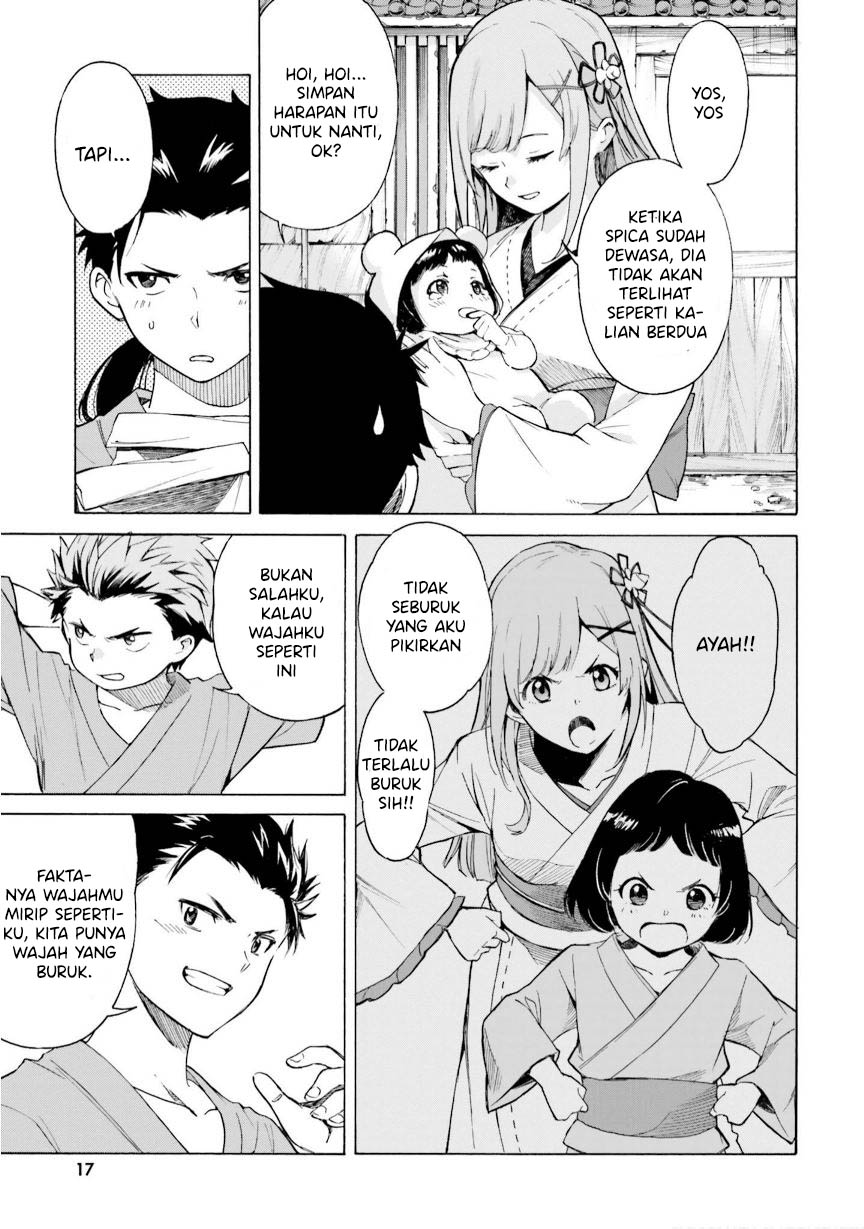 YOS,
YOS
KETIKA
SPICA SUDAH
DEWASA, DIA
TIDAK AKAN
TERLIHAT
SEPERTI KA-
LIAN BERDUA
HOI, HOI...
SIMPAN
HARAPAN ITU
UNTUK NANTI,
OK?
TAPI...
AYAH!!
TIDAK
SEBURUK
YANG AKU
PIKIRKAN
TIDAK
TERLALU
BURUK
SIH!!
BUKAN
SALAHKU,
KALAU
WAJAHKU
SEPERTI
INI
FAKTA-
NYA WAJAHMU
MIRIP SEPERTI-
KU, KITA PUNYA
WAJAH YANG
BURUK.
17